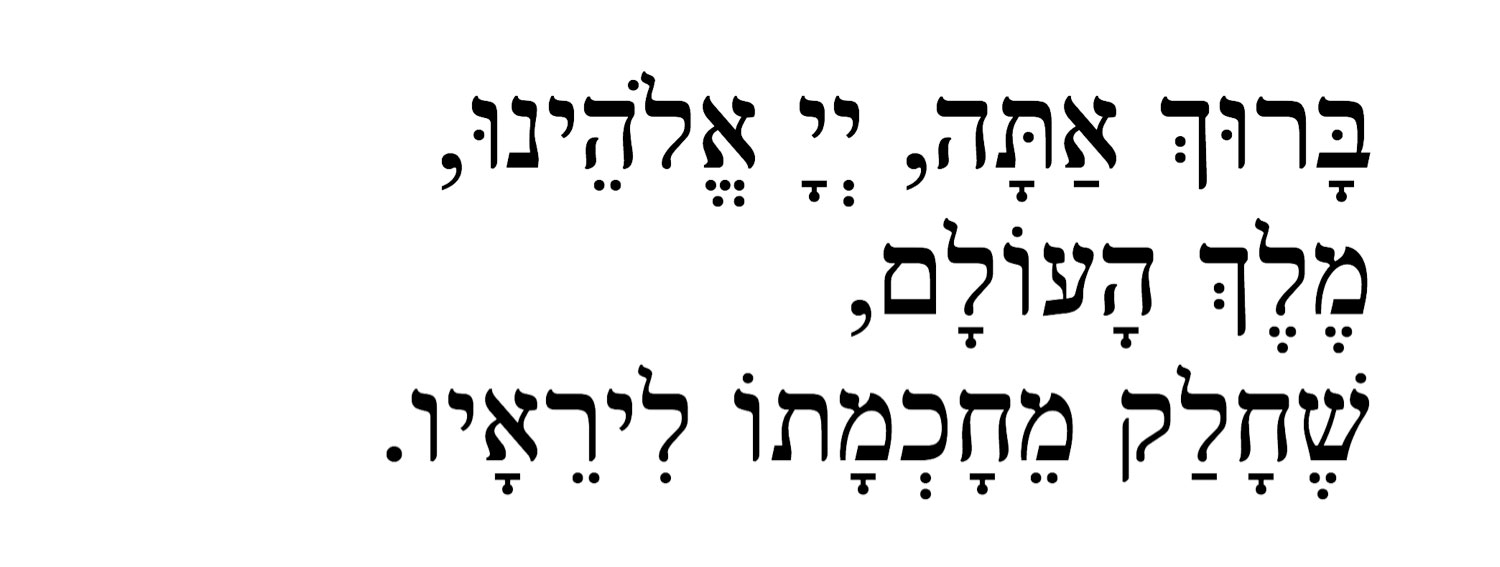 בָּרוּךְ אַתָּה, יְיָ אֱלֹהֵינוּ,
מֶלֶךְ הָעוֹלָם,
שֶׁחָלַק מֵחָכְמָתוֹ לִירֵאָיו.